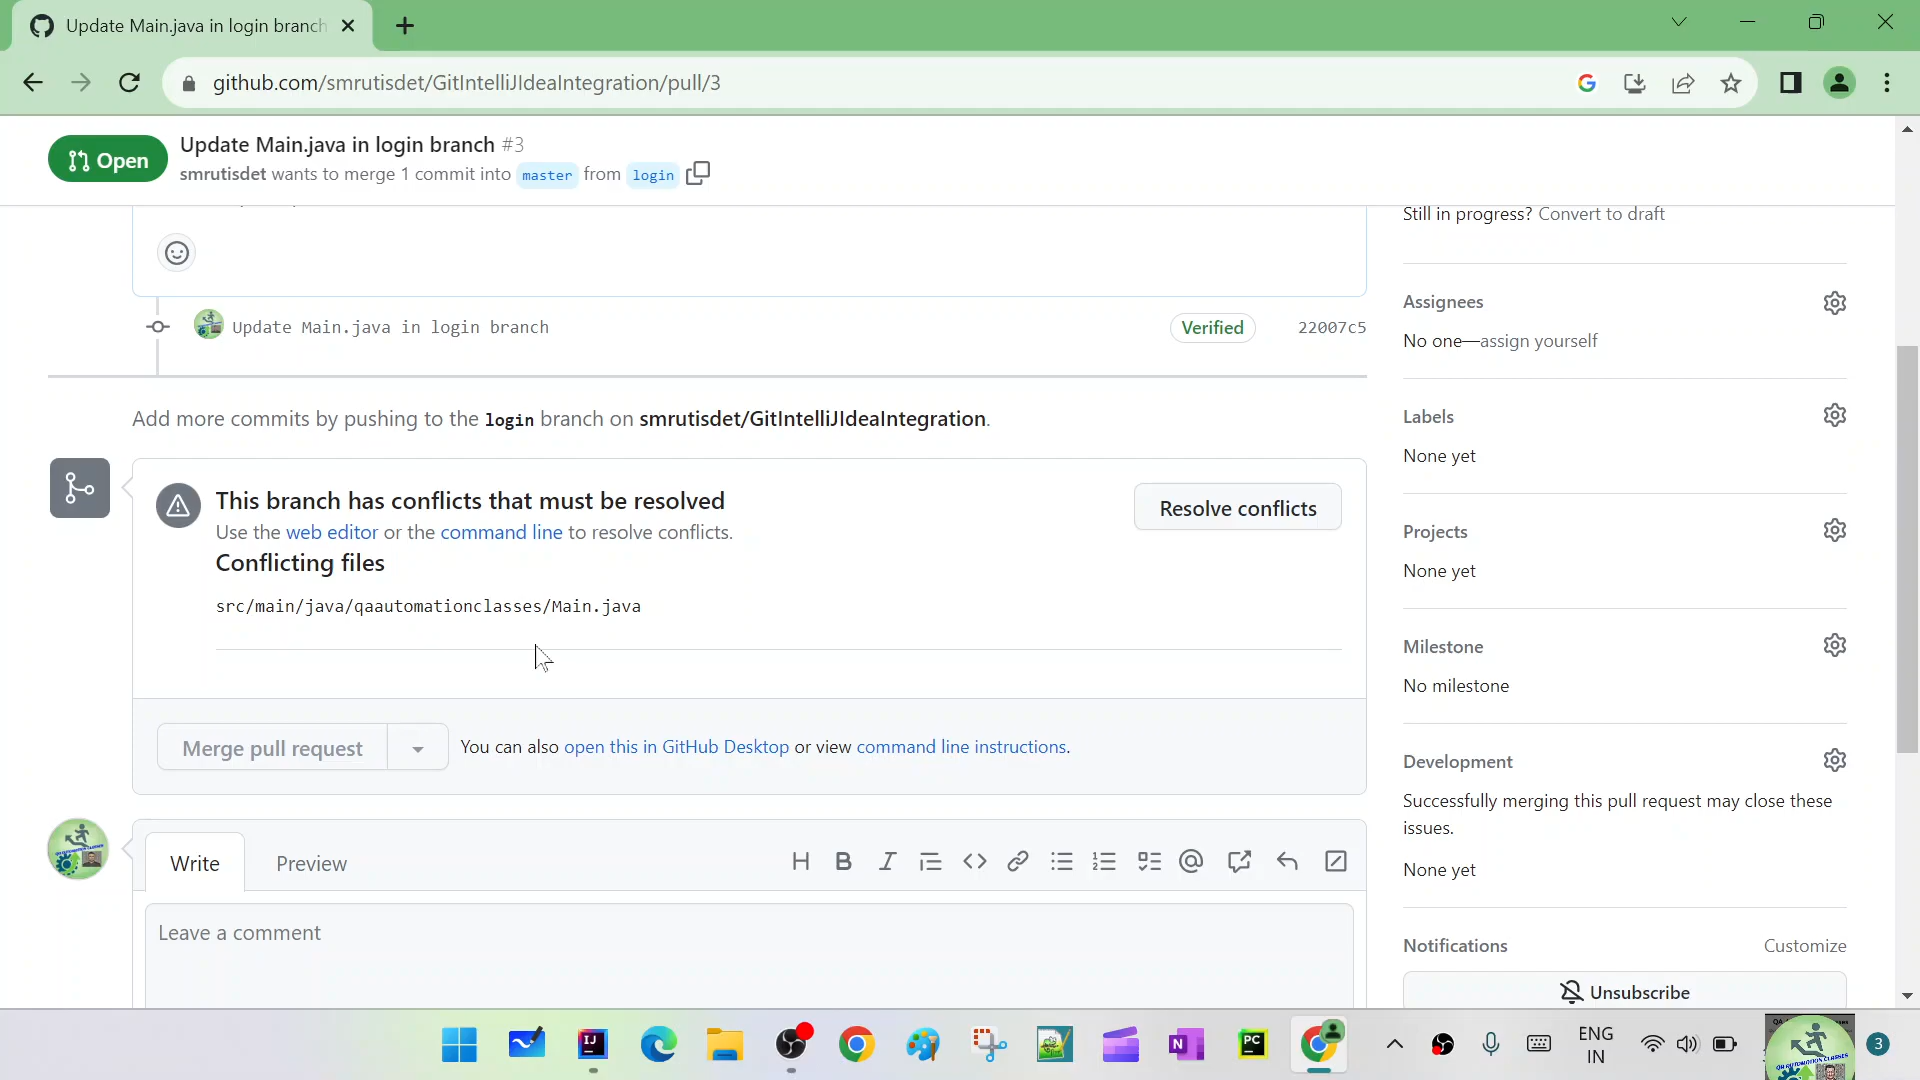 Update Main.java in login branch
github.com/smrutisdet/GitIntelliJIdeaIntegration/pull/3
Open
Update Main.java in login branch #3
smrutisdet wants to merge 1 commit into master from login
Still in progress? Convert to draft
Assignees
No one—assign yourself
Update Main.java in login branch
Verified
22007c5
Labels
None yet
Add more commits by pushing to the login branch on smrutisdet/GitIntelliJIdeaIntegration.
This branch has conflicts that must be resolved
Resolve conflicts
Use the web editor or the command line to resolve conflicts.
Conflicting files
src/main/java/qaautomationclasses/Main.java
Projects
None yet
Milestone
No milestone
Merge pull request
You can also open this in GitHub Desktop or view command line instructions.
Development
Successfully merging this pull request may close these
issues.
None yet
Write
Preview
Leave a comment
Notifications
Customize
Unsubscribe
IJ
N
PC
ENG
IN
3